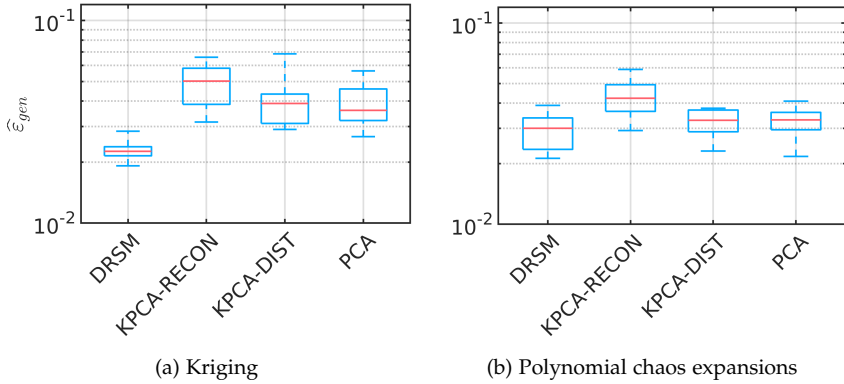 10⁻¹
10⁻²
ε̂gen
DRSM
KPCA-RECON
KPCA-DIST
PCA
(a) Kriging
10⁻¹
10⁻²
DRSM
KPCA-RECON
KPCA-DIST
PCA
(b) Polynomial chaos expansions